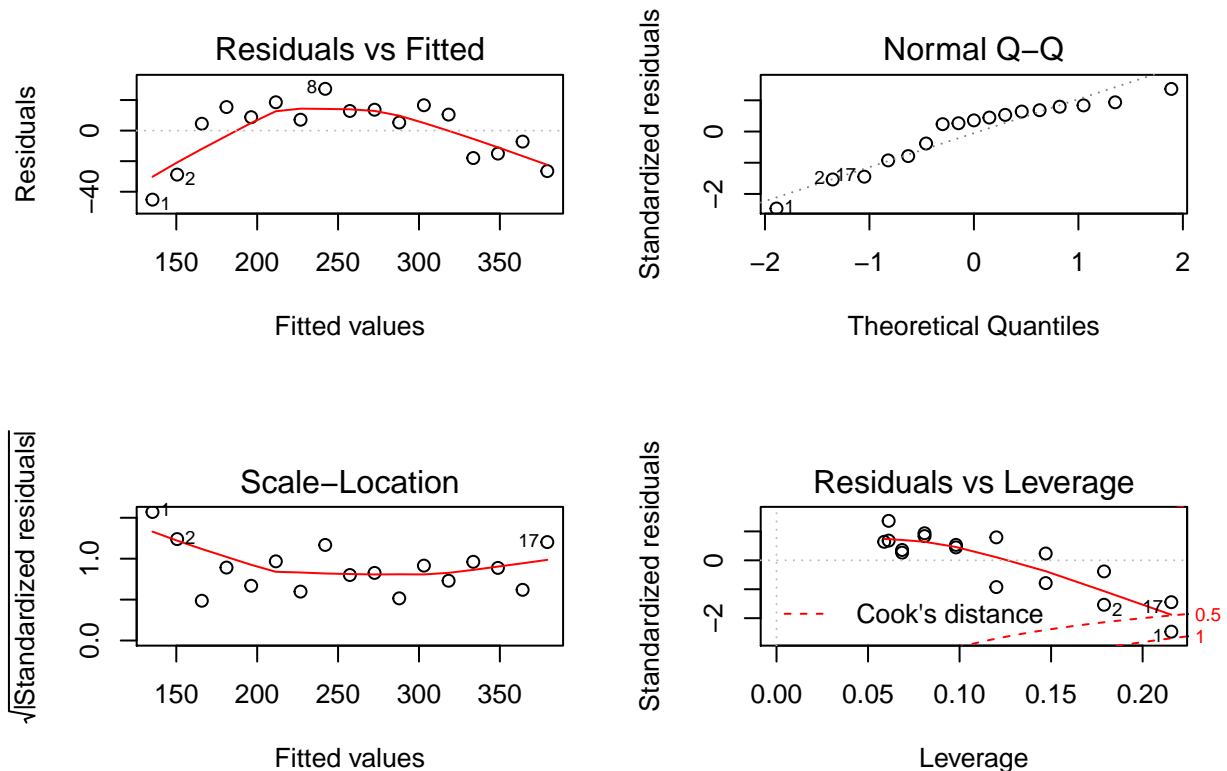 Residuals vs Fitted
Residuals
0
−40
8
2
1
150 200 250 300 350
Fitted values
Normal Q−Q
Standardized residuals
0
−2
2
17
1
−2 −1 0 1 2
Theoretical Quantiles
Scale−Location
√|Standardized residuals|
1.0
0.0
1
2
17
150 200 250 300 350
Fitted values
Residuals vs Leverage
Standardized residuals
0
−2
Cook's distance
17
2
1
0.5
1
0.00 0.05 0.10 0.15 0.20
Leverage